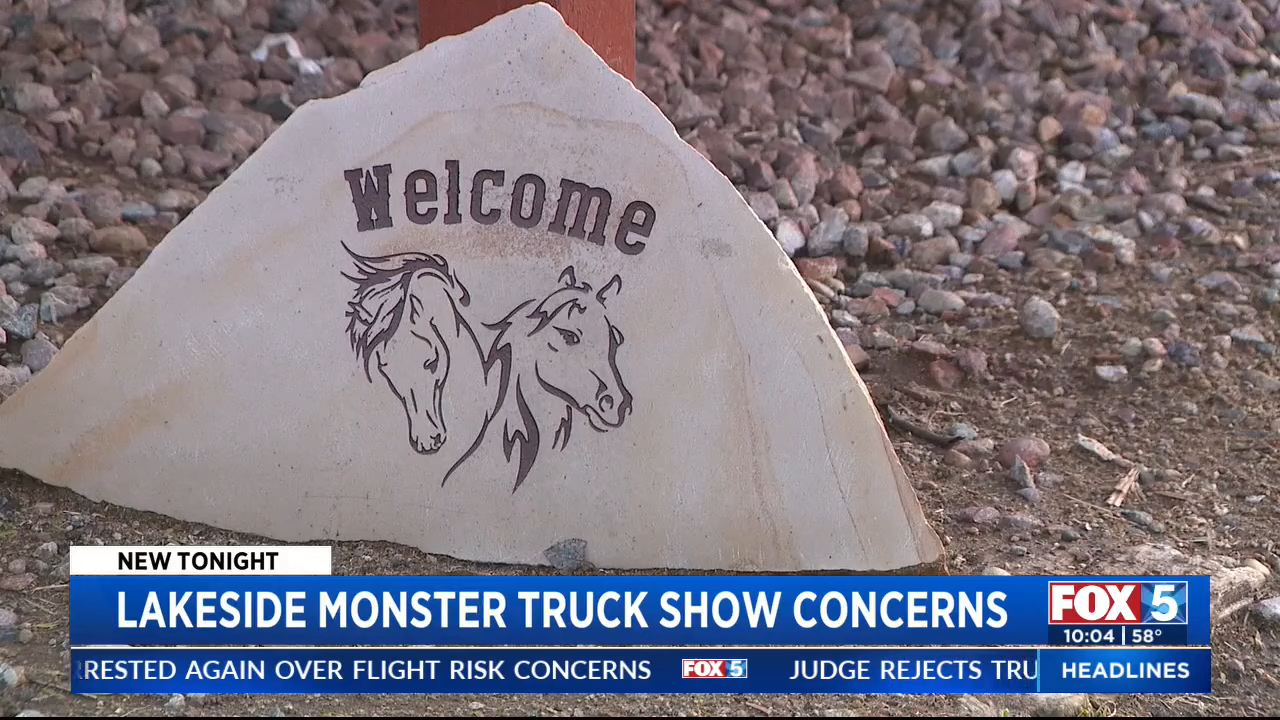 Welcome
NEW TONIGHT
LAKESIDE MONSTER TRUCK SHOW CONCERNS
FOX 5
10:04 | 58°
RRESTED AGAIN OVER FLIGHT RISK CONCERNS FOX 5 JUDGE REJECTS TRU
HEADLINES